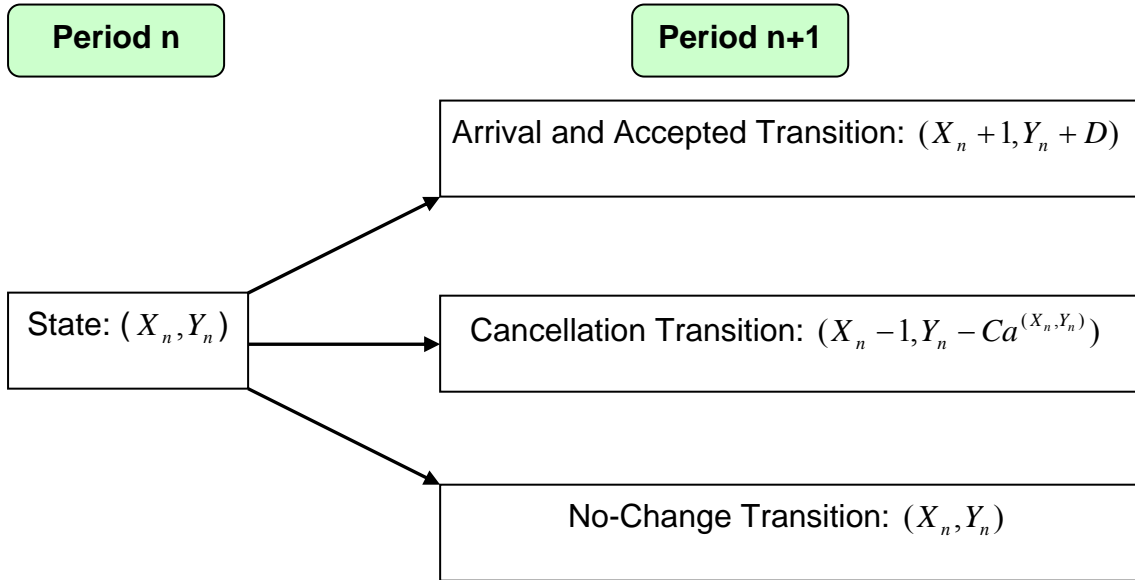 Period n
Period n+1
Arrival and Accepted Transition: (X_n + 1, Y_n + D)
State: (X_n, Y_n)
Cancellation Transition: (X_n − 1, Y_n − Ca^{(X_n, Y_n)})
No-Change Transition: (X_n, Y_n)